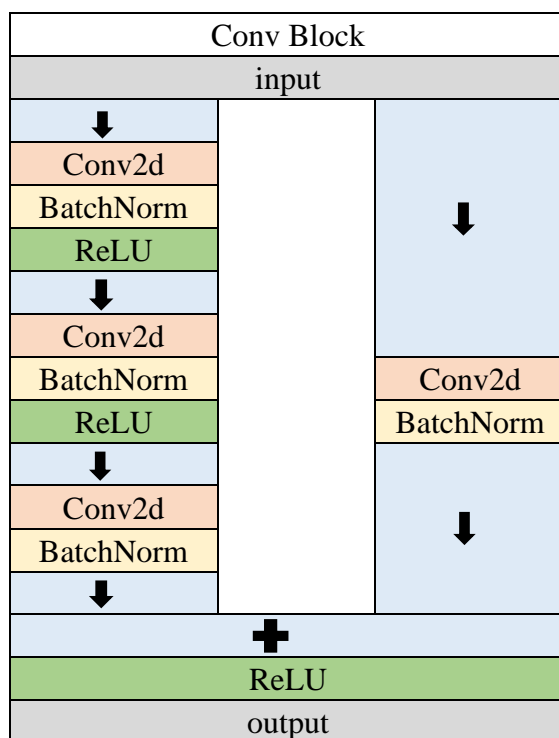 Conv Block
input
Conv2d
BatchNorm
ReLU
Conv2d
BatchNorm
ReLU
Conv2d
BatchNorm
Conv2d
BatchNorm
ReLU
output